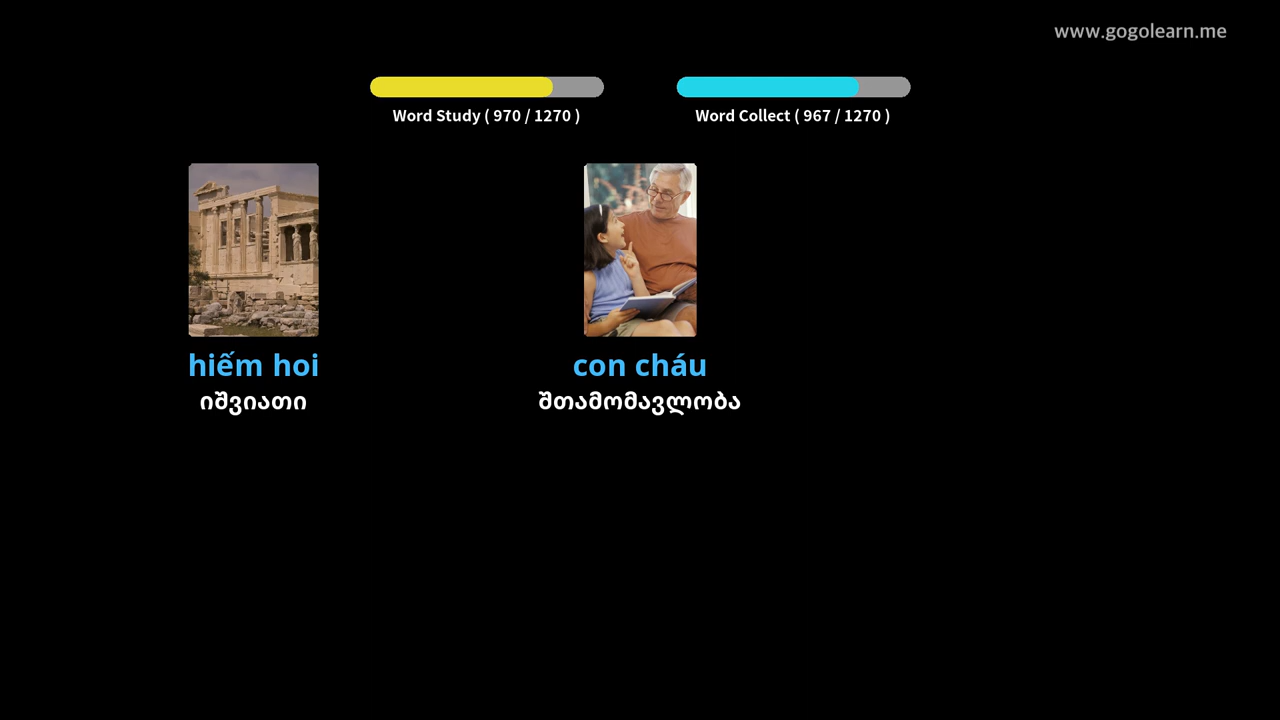 www.gogolearn.me
Word Study ( 970 / 1270 )
Word Collect ( 967 / 1270 )
hiếm hoi
იშვიათი
con cháu
შთამომავლობა